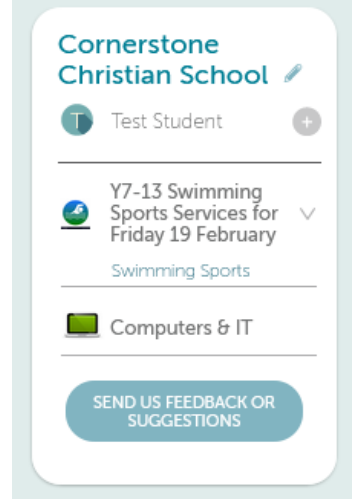 Cornerstone
Christian School
T Test Student
Y7-13 Swimming
Sports Services for
Friday 19 February
Swimming Sports
Computers & IT
SEND US FEEDBACK OR
SUGGESTIONS